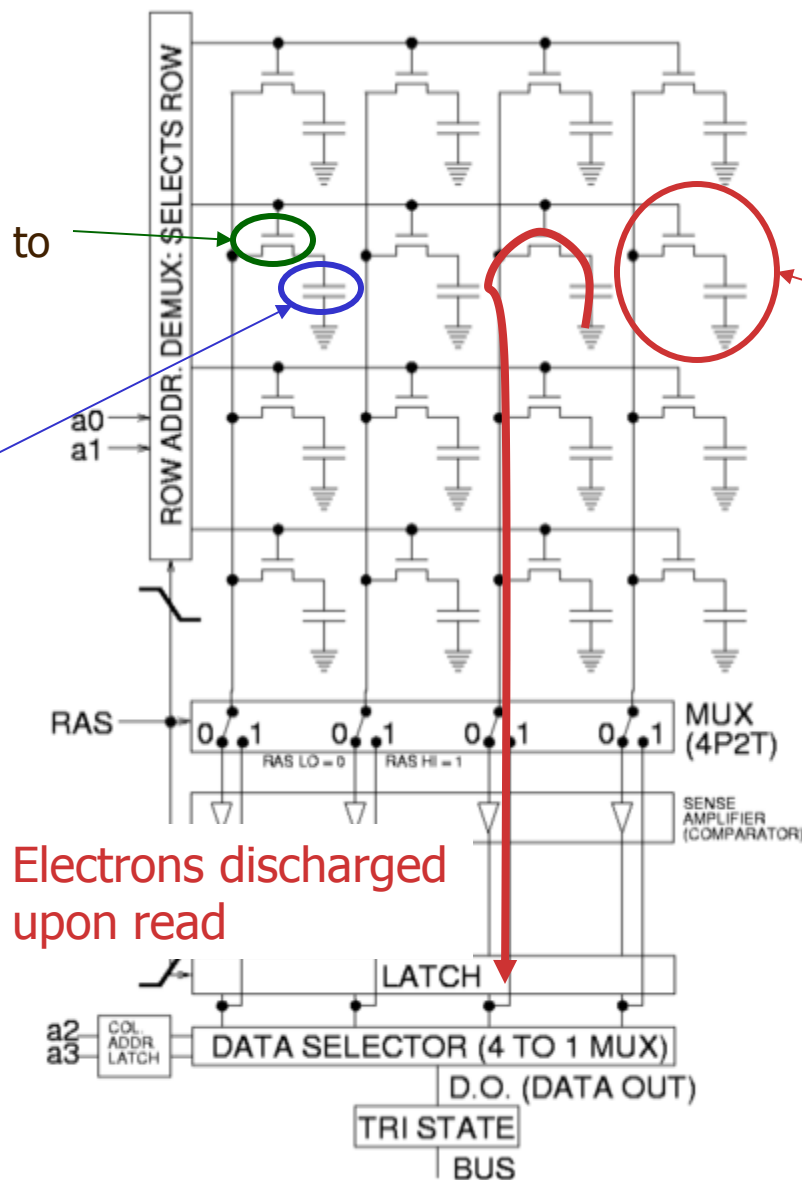 ROW ADDR. DEMUX: SELECTS ROW
to
a0
a1
RAS
0 1 0 1 0 1 0 1
MUX
(4P2T)
RAS LO = 0 RAS HI = 1
SENSE
AMPLIFIER
(COMPARATOR)
Electrons discharged
upon read
LATCH
a2
a3
COL.
ADDR.
LATCH
DATA SELECTOR (4 TO 1 MUX)
D.O. (DATA OUT)
TRI STATE
BUS